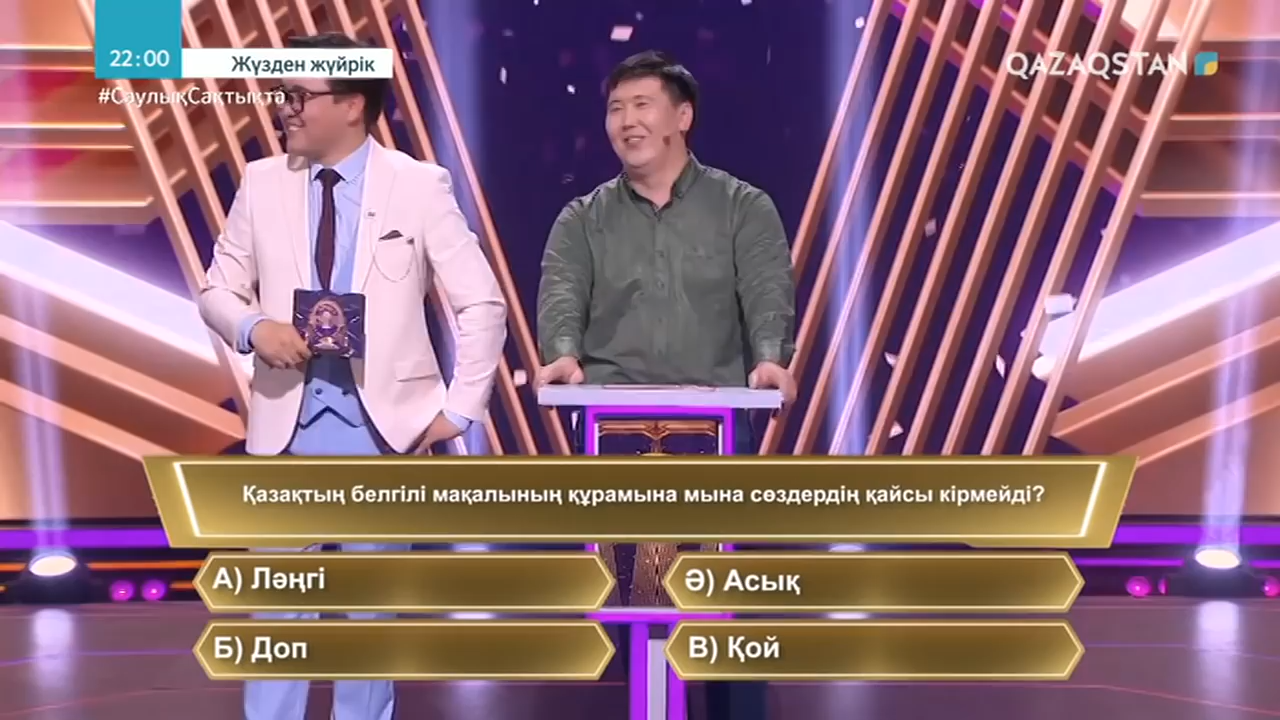 22:00
Жүзден жүйрік
#СаулықСақтықта
QAZAQSTAN
Қазақтың белгілі мақалының құрамына мына сөздердің қайсы кірмейді?
А) Ләңгі
Ә) Асық
Б) Доп
В) Қой